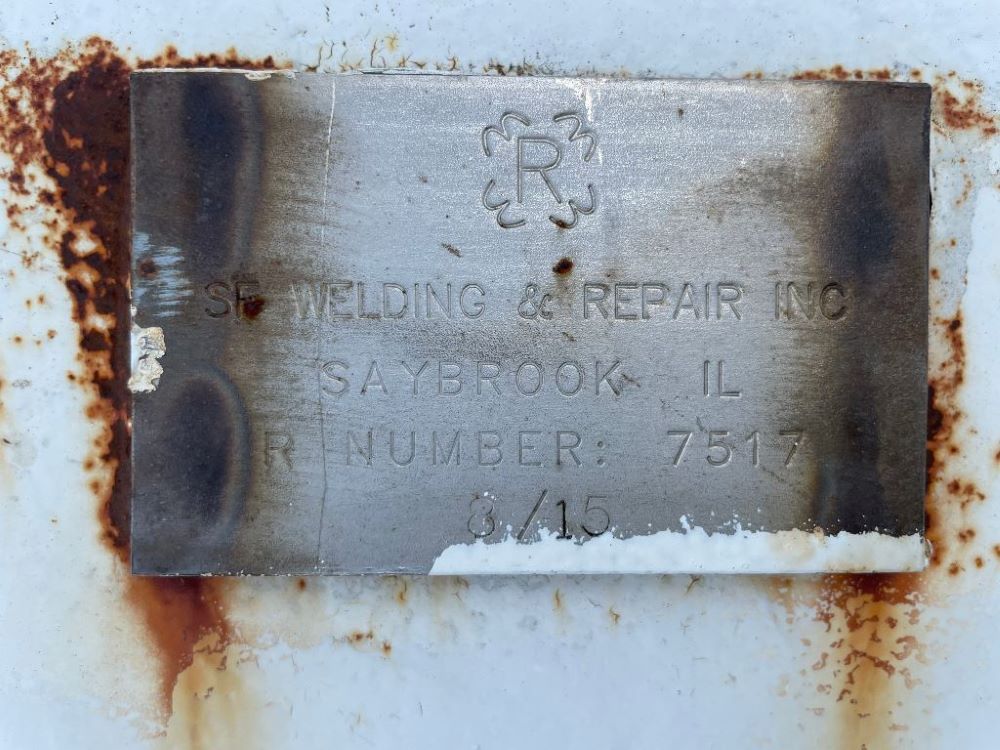 R
SF WELDING & REPAIR INC
SAYBROOK IL
R NUMBER: 7517
8/15